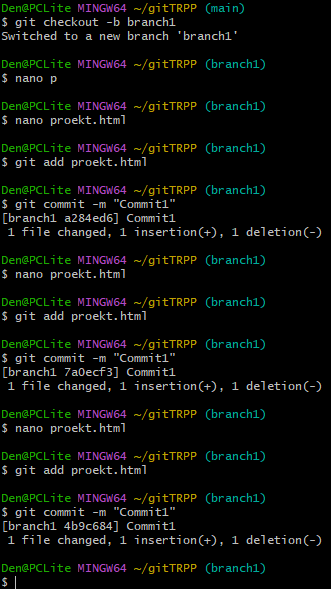 Den@PCLite MINGW64 ~/gitTRPP (main)
$ git checkout -b branch1
Switched to a new branch 'branch1'
Den@PCLite MINGW64 ~/gitTRPP (branch1)
$ nano p
Den@PCLite MINGW64 ~/gitTRPP (branch1)
$ nano proekt.html
Den@PCLite MINGW64 ~/gitTRPP (branch1)
$ git add proekt.html
Den@PCLite MINGW64 ~/gitTRPP (branch1)
$ git commit -m "Commit1"
[branch1 a284ed6] Commit1
 1 file changed, 1 insertion(+), 1 deletion(-)
Den@PCLite MINGW64 ~/gitTRPP (branch1)
$ nano proekt.html
Den@PCLite MINGW64 ~/gitTRPP (branch1)
$ git add proekt.html
Den@PCLite MINGW64 ~/gitTRPP (branch1)
$ git commit -m "Commit1"
[branch1 7a0ecf3] Commit1
 1 file changed, 1 insertion(+), 1 deletion(-)
Den@PCLite MINGW64 ~/gitTRPP (branch1)
$ nano proekt.html
Den@PCLite MINGW64 ~/gitTRPP (branch1)
$ git add proekt.html
Den@PCLite MINGW64 ~/gitTRPP (branch1)
$ git commit -m "Commit1"
[branch1 4b9c684] Commit1
 1 file changed, 1 insertion(+), 1 deletion(-)
Den@PCLite MINGW64 ~/gitTRPP (branch1)
$